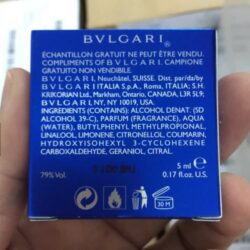 BVLGARI
ÉCHANTILLON GRATUIT NE PEUT ÊTRE VENDU.
COMPLIMENTS OF BVLGARI. CAMPIONE
GRATUITO NON VENDIBILE
BVLGARI, Neuchâtel, SUISSE. Dist. par/da/by
BVLGARI ITALIA S.p.A., Roma, ITALIA; S.H.
KRIKORIAN Ltd., Markham, Ontario, CANADA, L3R 5L9;
BVLGARI, NY, NY, 10019, USA.
INGREDIENTS (CONTAINS): ALCOHOL DENAT. (SD
ALCOHOL 39-C), PARFUM (FRAGRANCE), AQUA
(WATER), BUTYLPHENYL METHYLPROPIONAL,
LINALOOL, LIMONENE, CITRONELLOL, COUMARIN,
HYDROXYISOHEXYL 3-CYCLOHEXENE
CARBOXALDEHYDE, GERANIOL, CITRAL
79% Vol.
5 ml e
0.17 fl.oz. U.S.
30 M